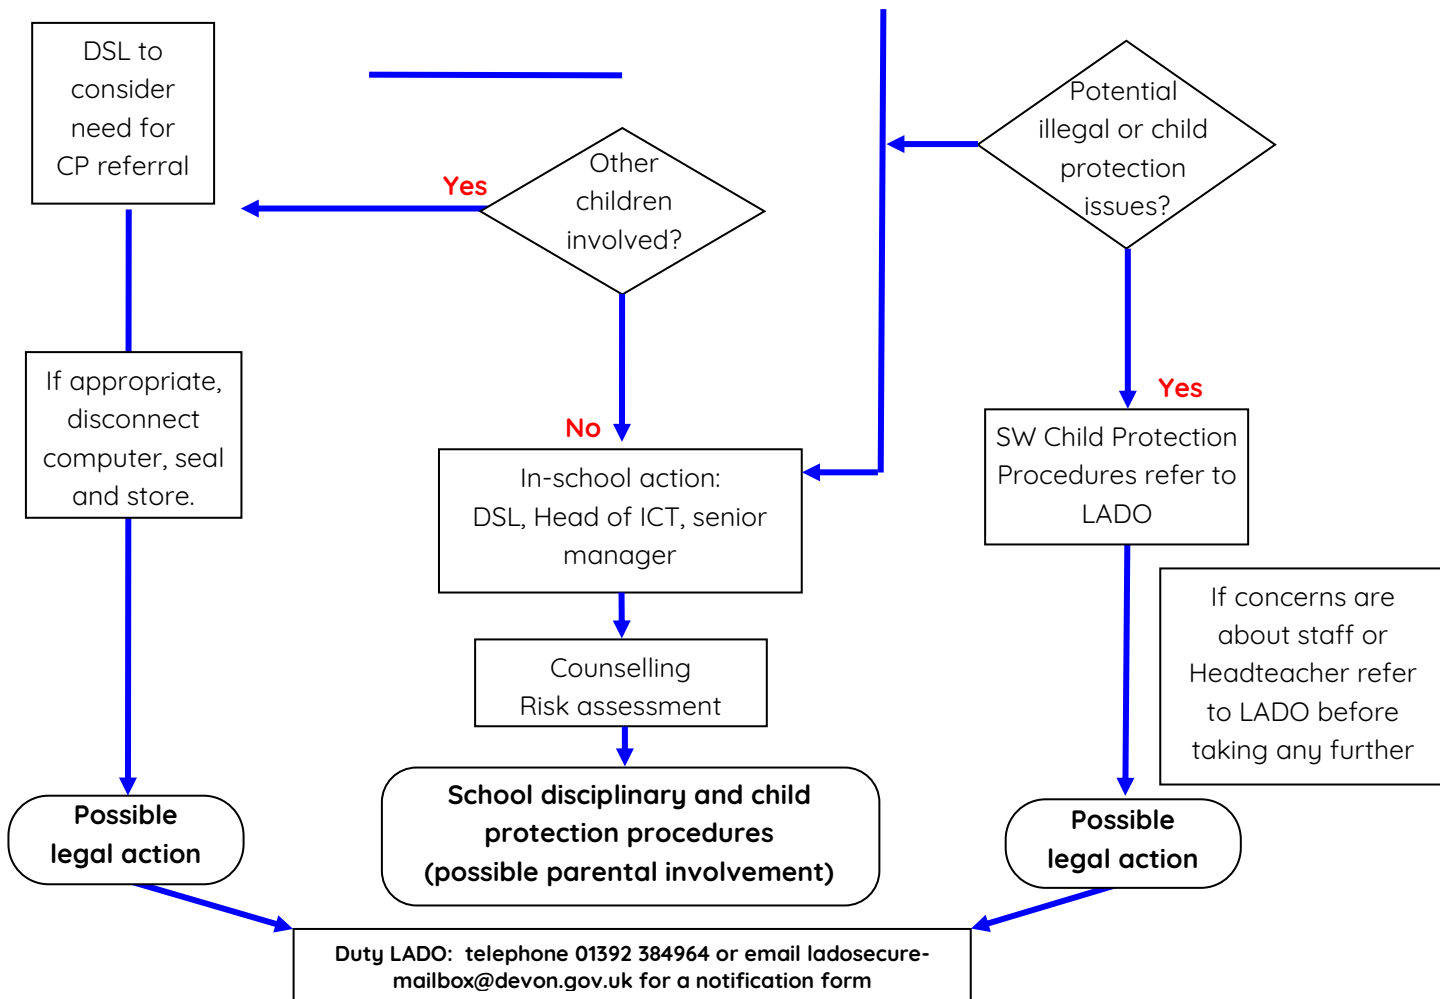 DSL to
consider
need for
CP referral
Potential
illegal or child
protection
issues?
Other
children
involved?
Yes
If appropriate,
disconnect
computer, seal
and store.
No
Yes
In-school action:
DSL, Head of ICT, senior
manager
SW Child Protection
Procedures refer to
LADO
If concerns are
about staff or
Headteacher refer
to LADO before
taking any further
Counselling
Risk assessment
Possible
legal action
School disciplinary and child
protection procedures
(possible parental involvement)
Possible
legal action
Duty LADO: telephone 01392 384964 or email ladosecure-
mailbox@devon.gov.uk for a notification form